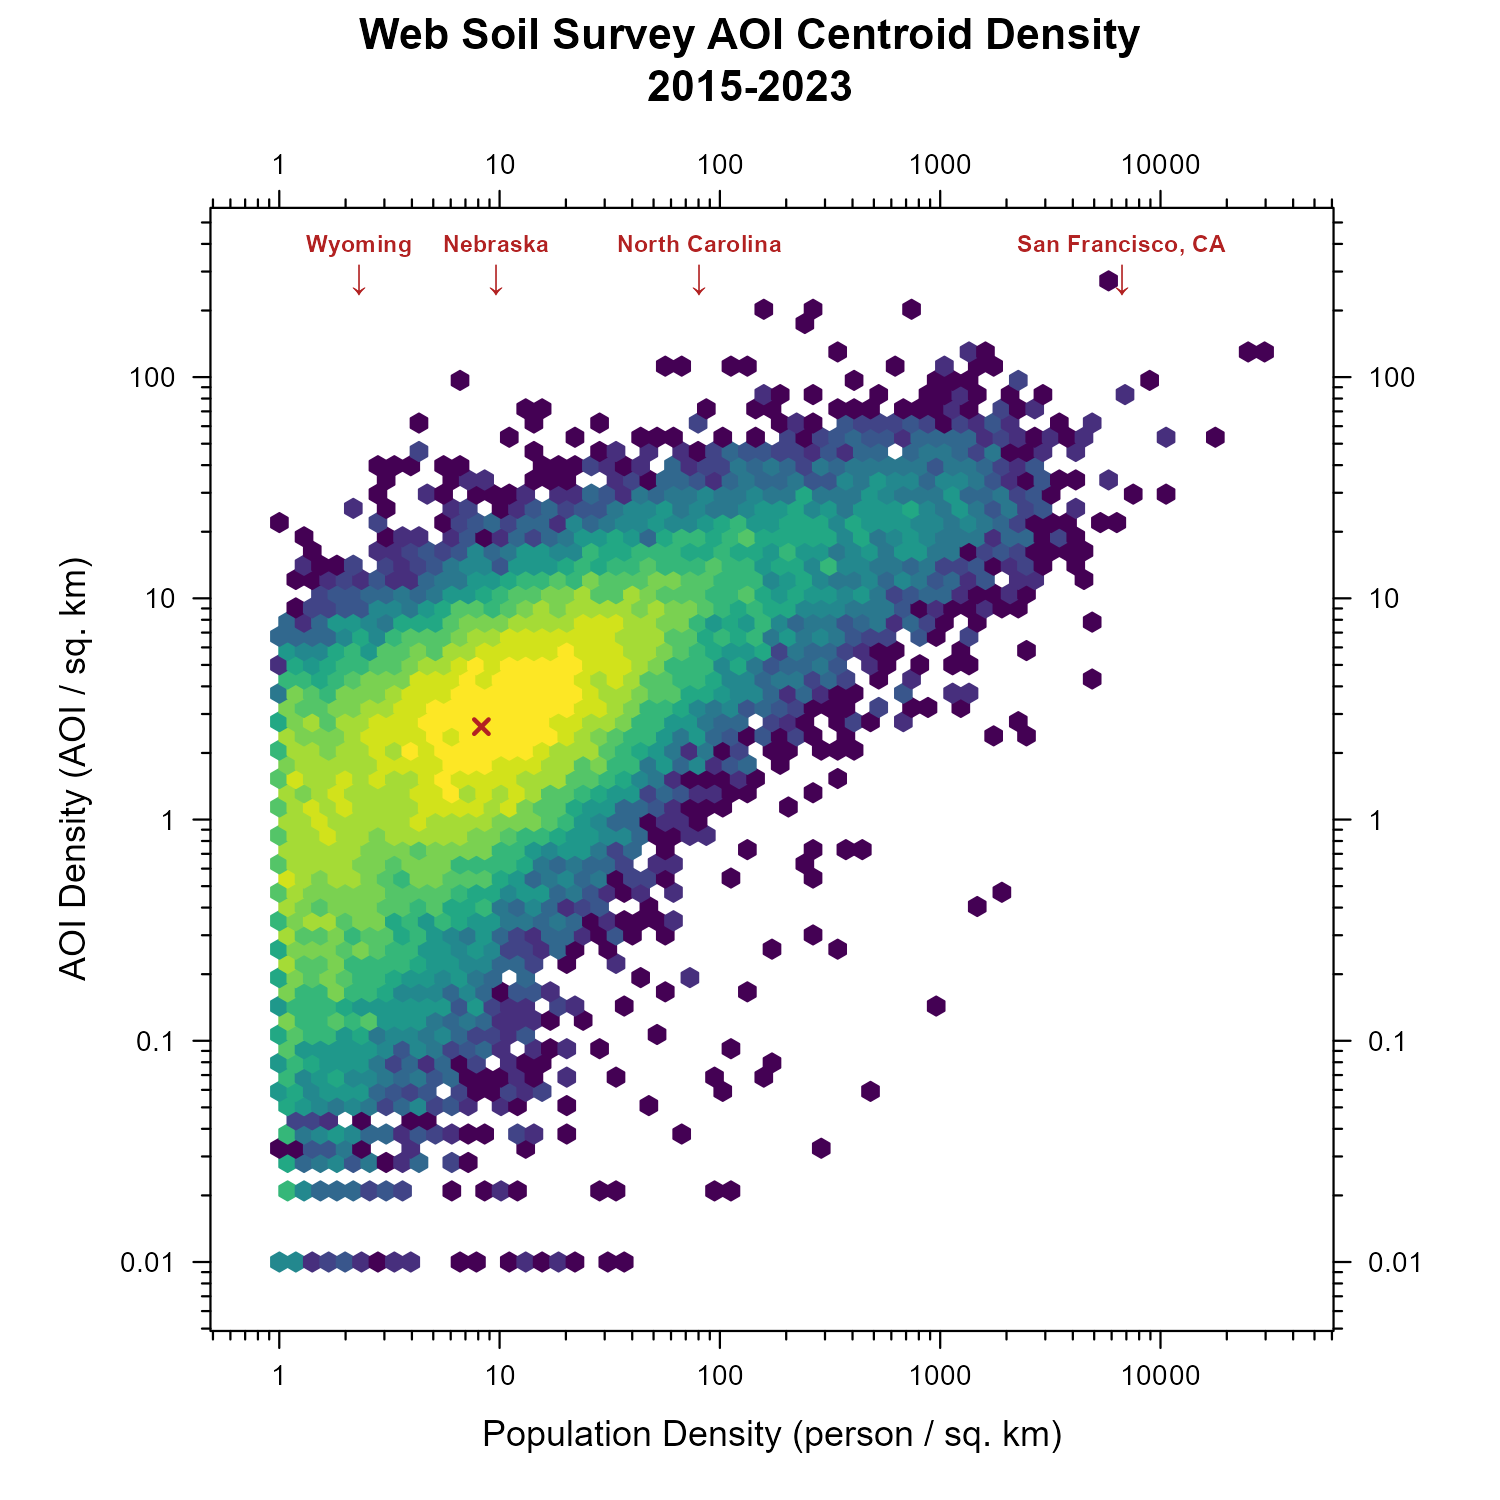 Web Soil Survey AOI Centroid Density
2015-2023
1 10 100 1000 10000
Wyoming Nebraska North Carolina San Francisco, CA
↓ ↓ ↓ ↓
100 100
10 10
1 1
0.1 0.1
0.01 0.01
AOI Density (AOI / sq. km)
1 10 100 1000 10000
Population Density (person / sq. km)